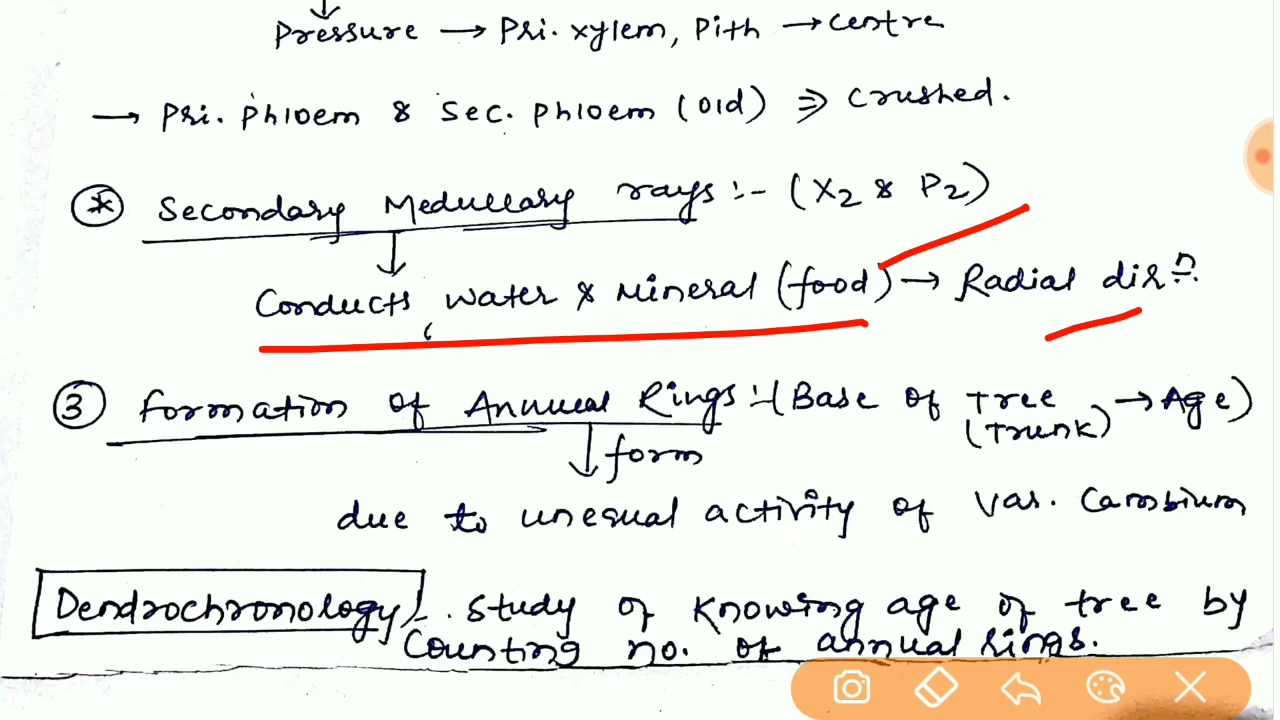 Pressure → Pri. xylem, Pith → centre
→ Pri. Phloem & Sec. Phloem (old) ⇒ crushed.
* Secondary Medullary rays :- (X2 & P2)
Conducts water & Mineral (food) → Radial dirn.
3 Formation of Annual Rings :- (Base of Tree (Trunk) → Age)
↓ form
due to unequal activity of Vas. Cambium
Dendrochronology - . Study of Knowing age of tree by
Counting no. of annual rings.